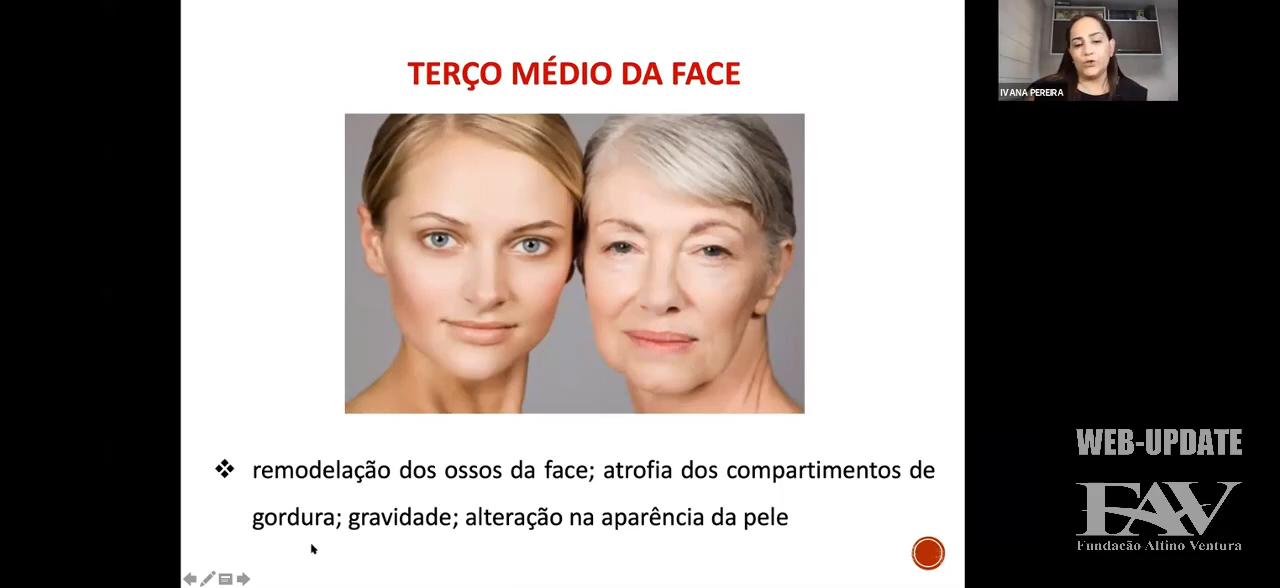 TERÇO MÉDIO DA FACE
IVANA PEREIRA
❖ remodelação dos ossos da face; atrofia dos compartimentos de
gordura; gravidade; alteração na aparência da pele
WEB-UPDATE
FAV
Fundação Altino Ventura